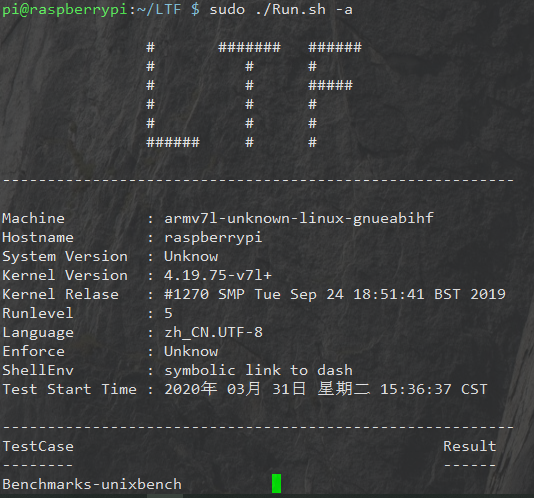 pi@raspberrypi:~/LTF $ sudo ./Run.sh -a
#       #######   ######
#          #      #
#          #      #####
#          #      #
#          #      #
######     #      #
---------------------------------------------------------
Machine         : armv7l-unknown-linux-gnueabihf
Hostname        : raspberrypi
System Version  : Unknow
Kernel Version  : 4.19.75-v7l+
Kernel Relase   : #1270 SMP Tue Sep 24 18:51:41 BST 2019
Runlevel        : 5
Language        : zh_CN.UTF-8
Enforce         : Unknow
ShellEnv        : symbolic link to dash
Test Start Time : 2020年 03月 31日 星期二 15:36:37 CST
---------------------------------------------------------
TestCase                                         Result
--------                                         ------
Benchmarks-unixbench